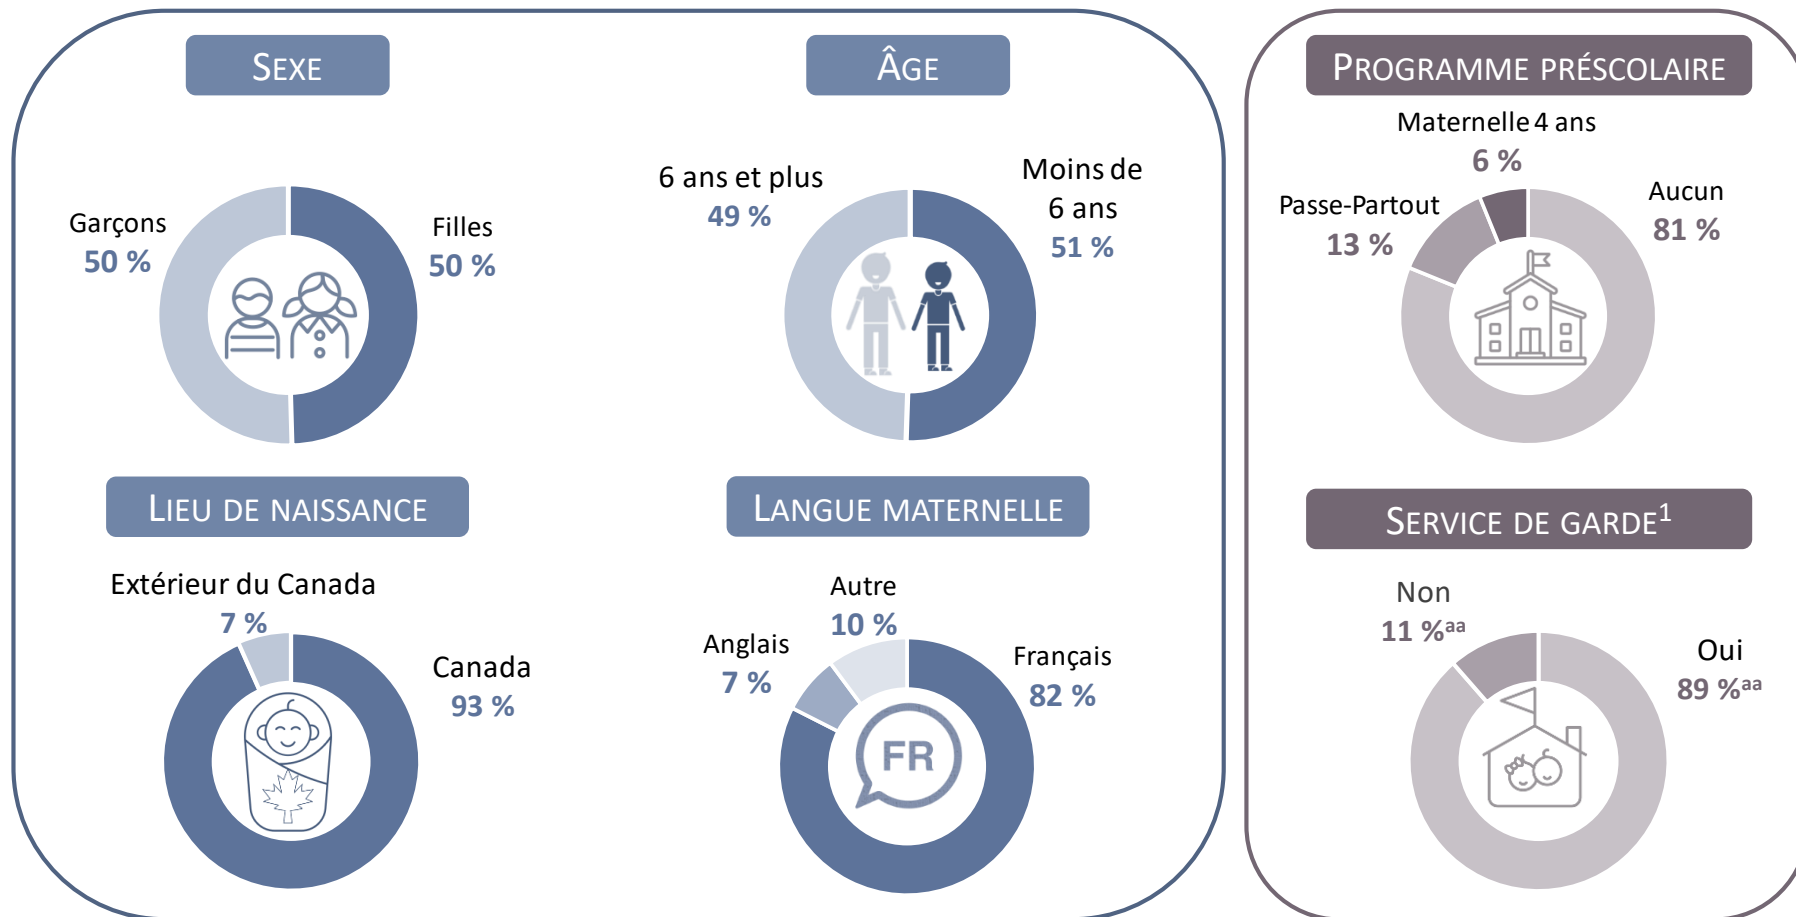 SEXE
Garçons
50 %
Filles
50 %
ÂGE
6 ans et plus
49 %
Moins de
6 ans
51 %
LIEU DE NAISSANCE
Extérieur du Canada
7 %
Canada
93 %
LANGUE MATERNELLE
Autre
10 %
Anglais
7 %
Français
82 %
FR
PROGRAMME PRÉSCOLAIRE
Maternelle 4 ans
6 %
Passe-Partout
13 %
Aucun
81 %
SERVICE DE GARDE¹
Non
11 %ᵃᵃ
Oui
89 %ᵃᵃ